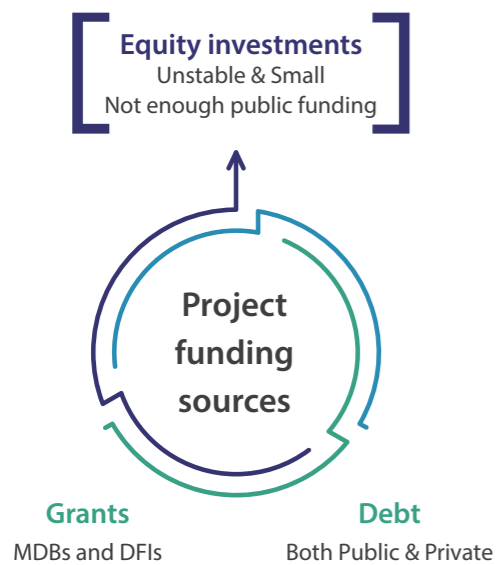 Equity investments
Unstable & Small
Not enough public funding
Project
funding
sources
Grants
MDBs and DFIs
Debt
Both Public & Private